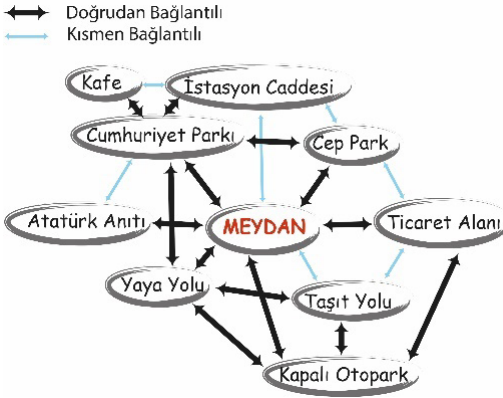 Doğrudan Bağlantılı
Kısmen Bağlantılı
Kafe
İstasyon Caddesi
Cumhuriyet Parkı
Cep Park
Atatürk Anıtı
MEYDAN
Ticaret Alanı
Yaya Yolu
Taşıt Yolu
Kapalı Otopark